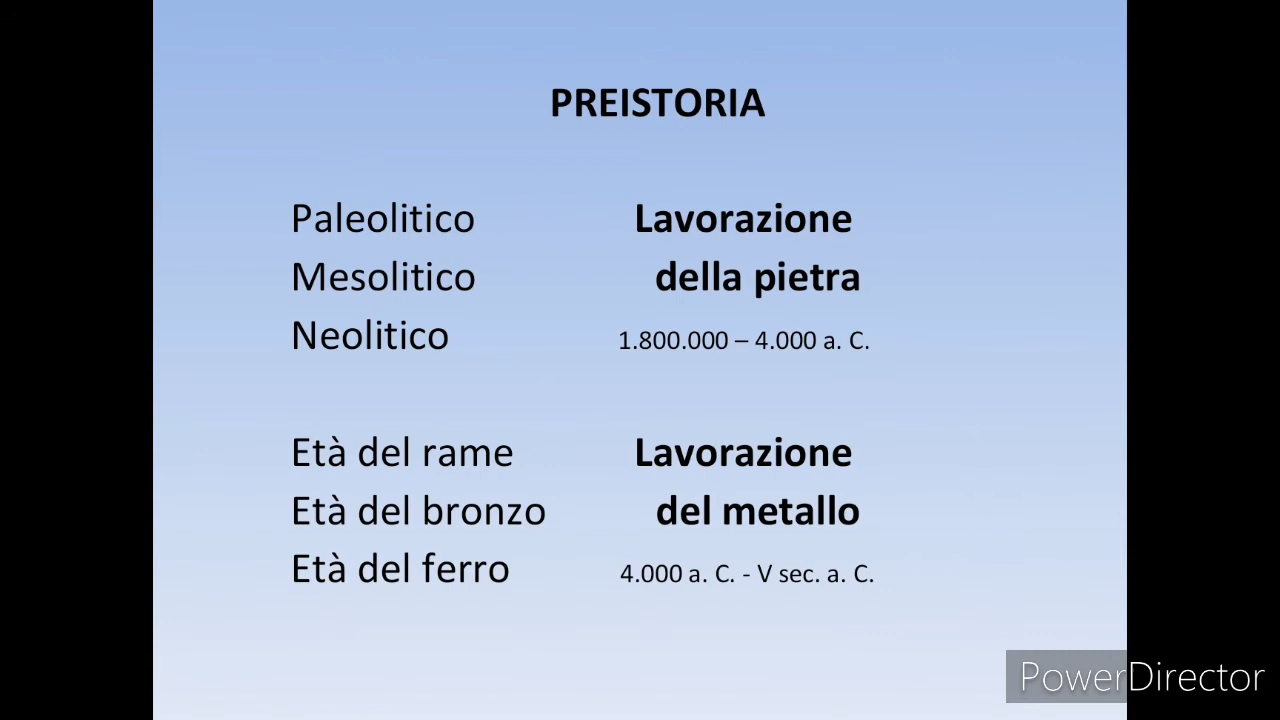 PREISTORIA
Paleolitico Lavorazione
Mesolitico della pietra
Neolitico 1.800.000 – 4.000 a. C.
Età del rame Lavorazione
Età del bronzo del metallo
Età del ferro 4.000 a. C. - V sec. a. C.
PowerDirector